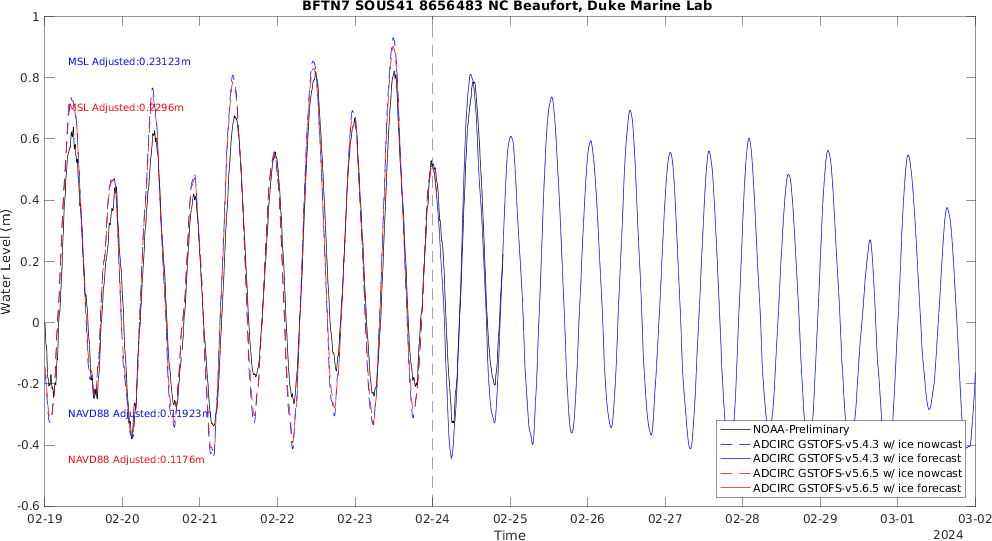 BFTN7 SOUS41 8656483 NC Beaufort, Duke Marine Lab
MSL Adjusted:0.23123m
MSL Adjusted:0.2296m
NAVD88 Adjusted:0.11923m
NAVD88 Adjusted:0.1176m
Water Level (m)
1
0.8
0.6
0.4
0.2
0
-0.2
-0.4
-0.6
NOAA-Preliminary
ADCIRC GSTOFS-v5.4.3 w/ ice nowcast
ADCIRC GSTOFS-v5.4.3 w/ ice forecast
ADCIRC GSTOFS-v5.6.5 w/ ice nowcast
ADCIRC GSTOFS-v5.6.5 w/ ice forecast
02-19 02-20 02-21 02-22 02-23 02-24 02-25 02-26 02-27 02-28 02-29 03-01 03-02
Time
2024